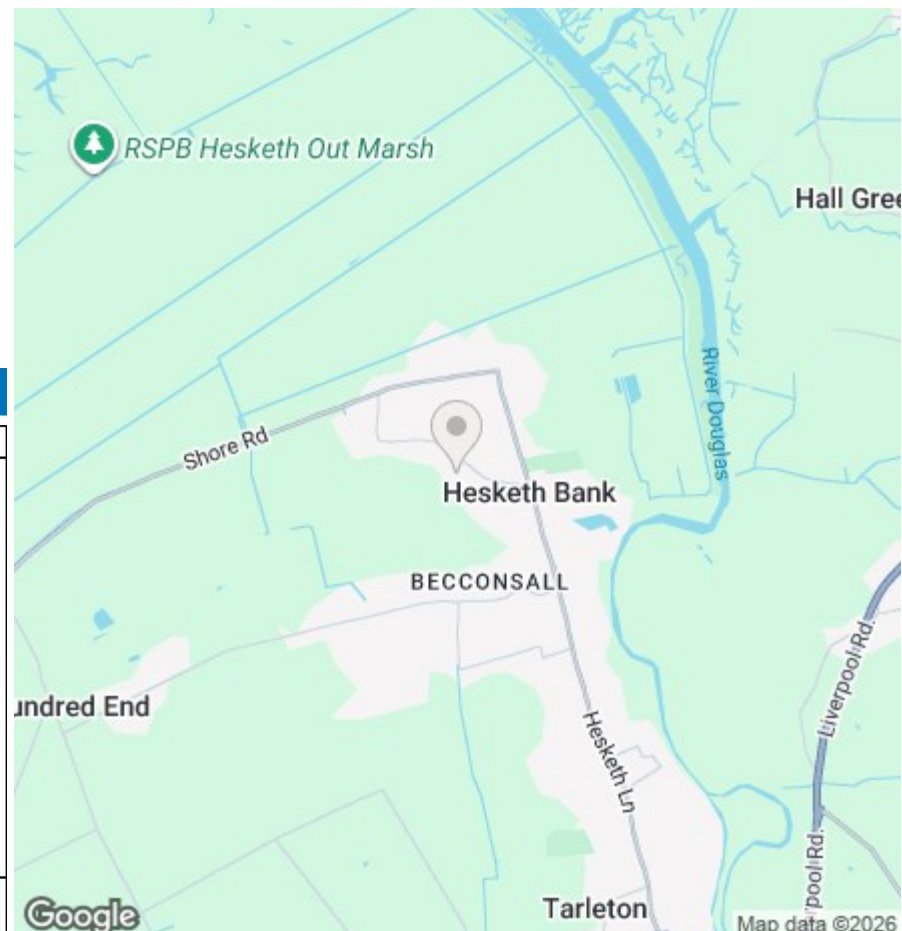 RSPB Hesketh Out Marsh
Hall Gree
River Douglas
Shore Rd
Hesketh Bank
BECCONSALL
Liverpool Rd
undred End
Hesketh Ln
pool Rd
Tarleton
Google
Map data ©2026